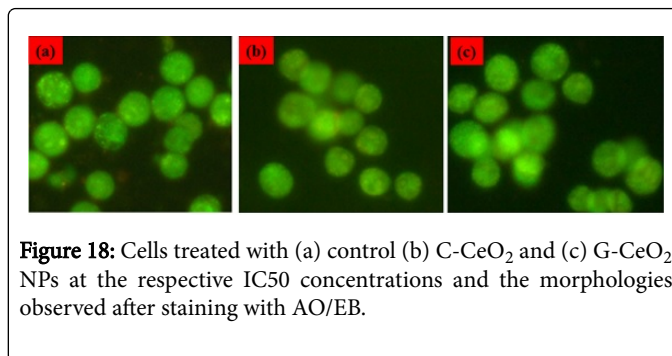 (a) (b) (c)
Figure 18: Cells treated with (a) control (b) C-CeO₂ and (c) G-CeO₂
NPs at the respective IC50 concentrations and the morphologies
observed after staining with AO/EB.